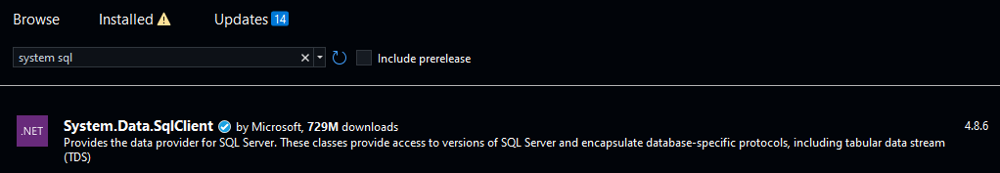 Browse Installed Updates 14
system sql Include prerelease
.NET System.Data.SqlClient by Microsoft, 729M downloads 4.8.6
Provides the data provider for SQL Server. These classes provide access to versions of SQL Server and encapsulate database-specific protocols, including tabular data stream
(TDS)